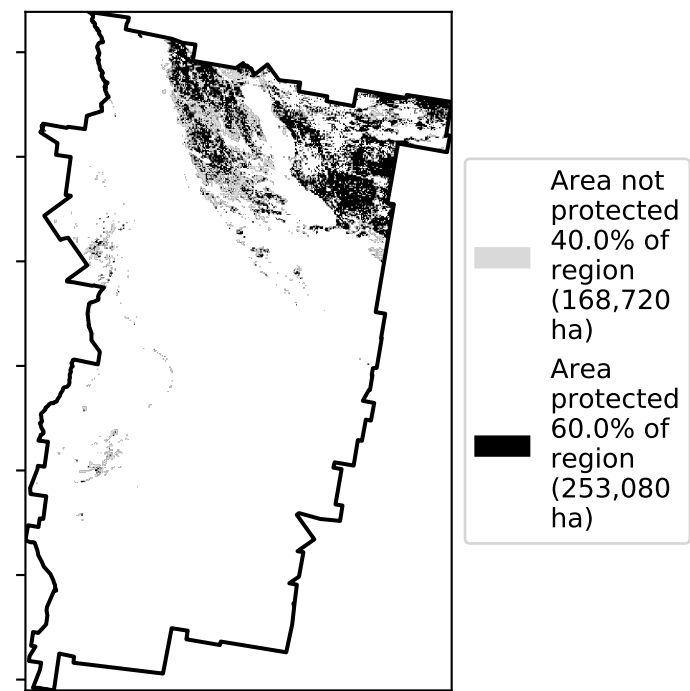 Area not
protected
40.0% of
region
(168,720
ha)
Area
protected
60.0% of
region
(253,080
ha)